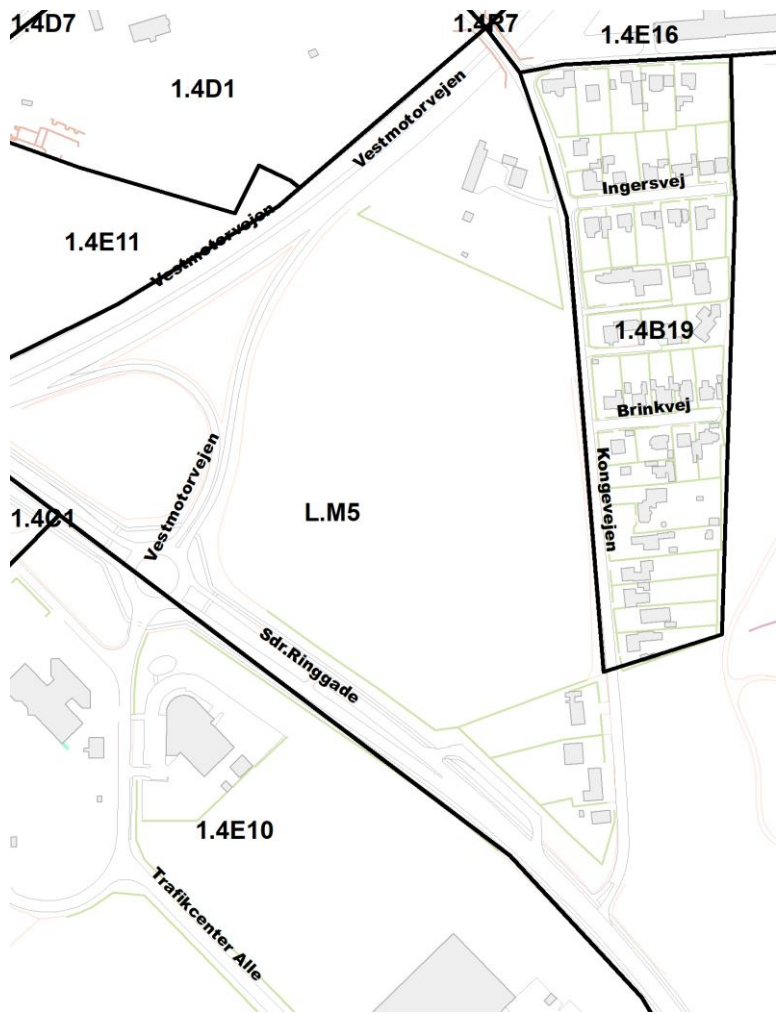 1.4D7
1.4R7
1.4E16
1.4D1
Vestmotorvejen
Ingersvej
1.4E11
Vestmotorvejen
1.4B19
Brinkvej
Kongevejen
Vestmotorvejen
L.M5
1.4C1
Sdr.Ringgade
1.4E10
Trafikcenter Alle